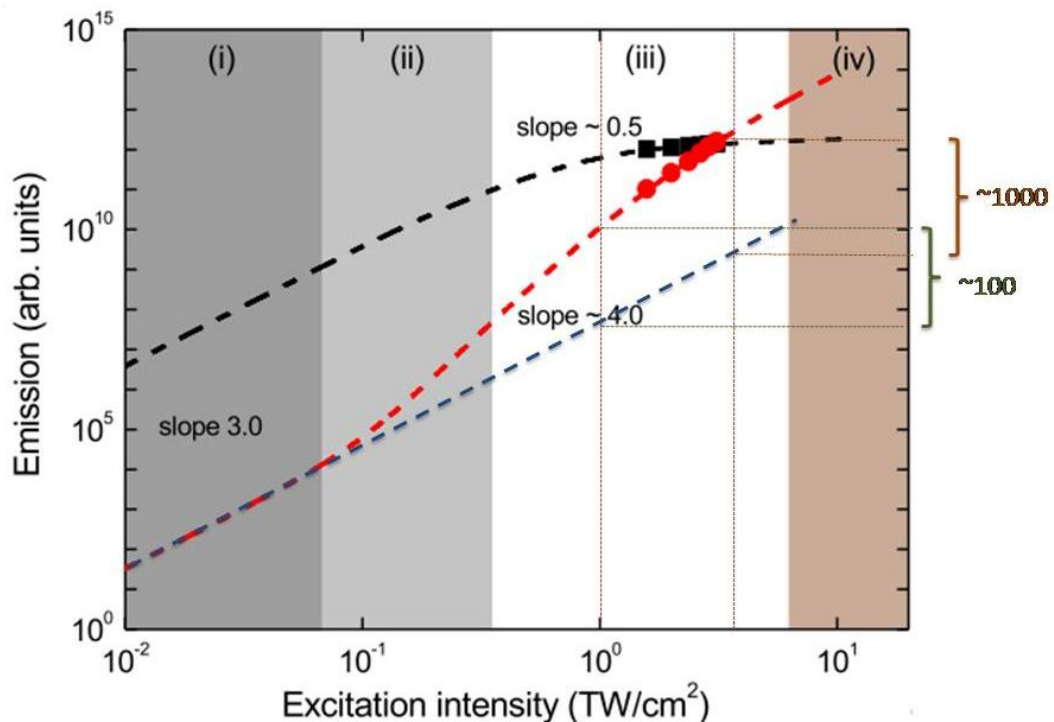 10^15
(i)
(ii)
(iii)
(iv)
slope ~ 0.5
~1000
10^10
~100
slope ~ 4.0
10^5
slope 3.0
10^0
10^-2
10^-1
10^0
10^1
Emission (arb. units)
Excitation intensity (TW/cm^2)